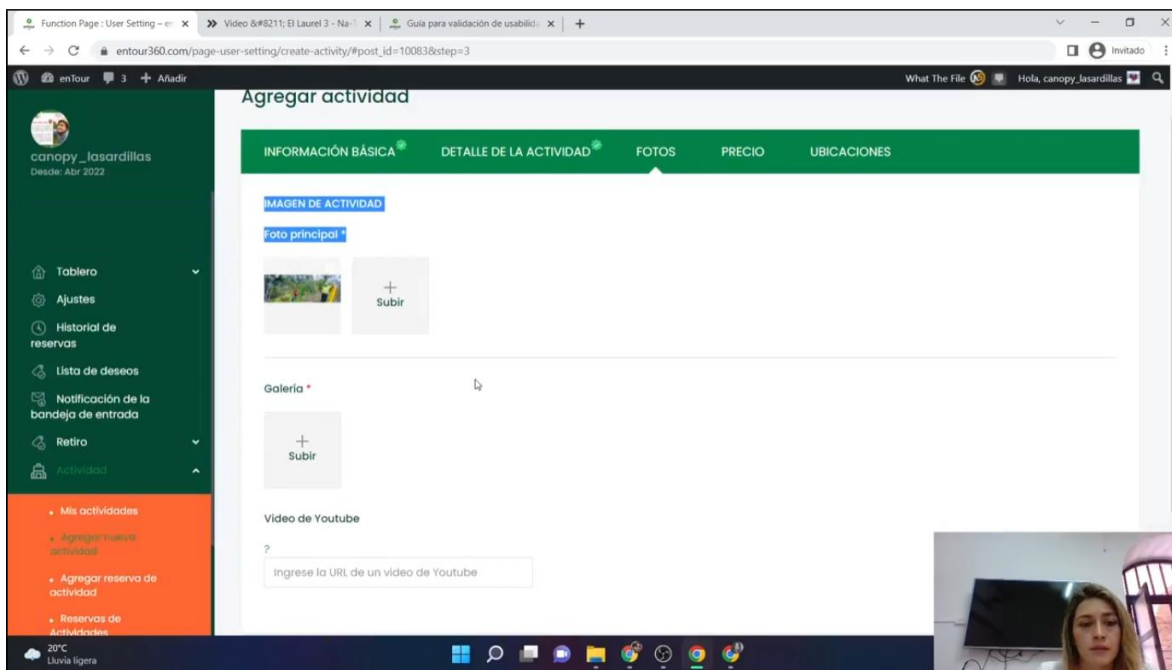 Function Page : User Setting – en
Video &#8211; El Laurel 3 - Na-
Guía para validación de usabilid
entour360.com/page-user-setting/create-activity/#post_id=10083&step=3
Invitado
enTour
3
Añadir
What The File
Hola, canopy_lasardillas
canopy_lasardillas
Desde: Abr 2022
Tablero
Ajustes
Historial de
reservas
Lista de deseos
Notificación de la
bandeja de entrada
Retiro
Actividad
Mis actividades
Agregar nueva
actividad
Agregar reserva de
actividad
Reservas de
Actividades
Agregar actividad
INFORMACIÓN BÁSICA
DETALLE DE LA ACTIVIDAD
FOTOS
PRECIO
UBICACIONES
IMAGEN DE ACTIVIDAD
Foto principal *
Subir
Galería *
Subir
Video de Youtube
?
Ingrese la URL de un video de Youtube
20°C
Lluvia ligera